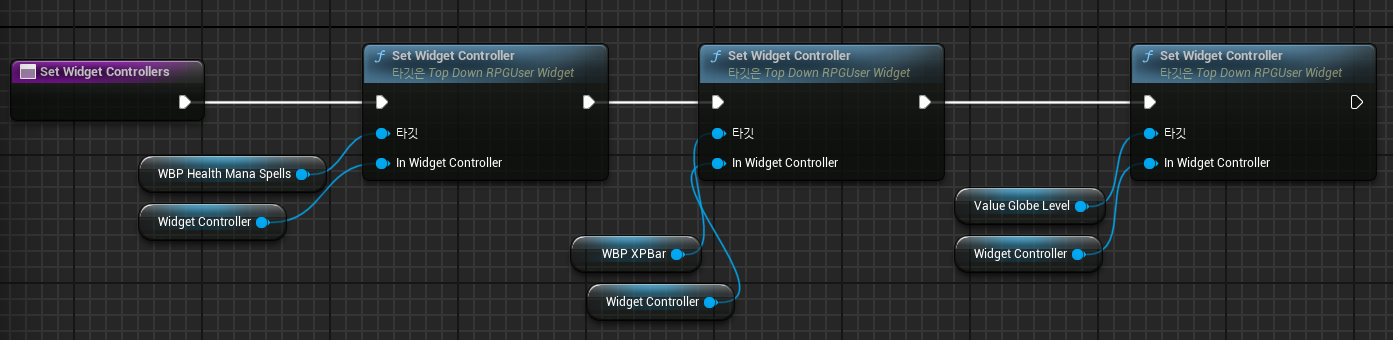 Set Widget Controllers
f Set Widget Controller
타깃은 Top Down RPGUser Widget
타깃
In Widget Controller
WBP Health Mana Spells
Widget Controller
f Set Widget Controller
타깃은 Top Down RPGUser Widget
타깃
In Widget Controller
WBP XPBar
Widget Controller
f Set Widget Controller
타깃은 Top Down RPGUser Widget
타깃
In Widget Controller
Value Globe Level
Widget Controller